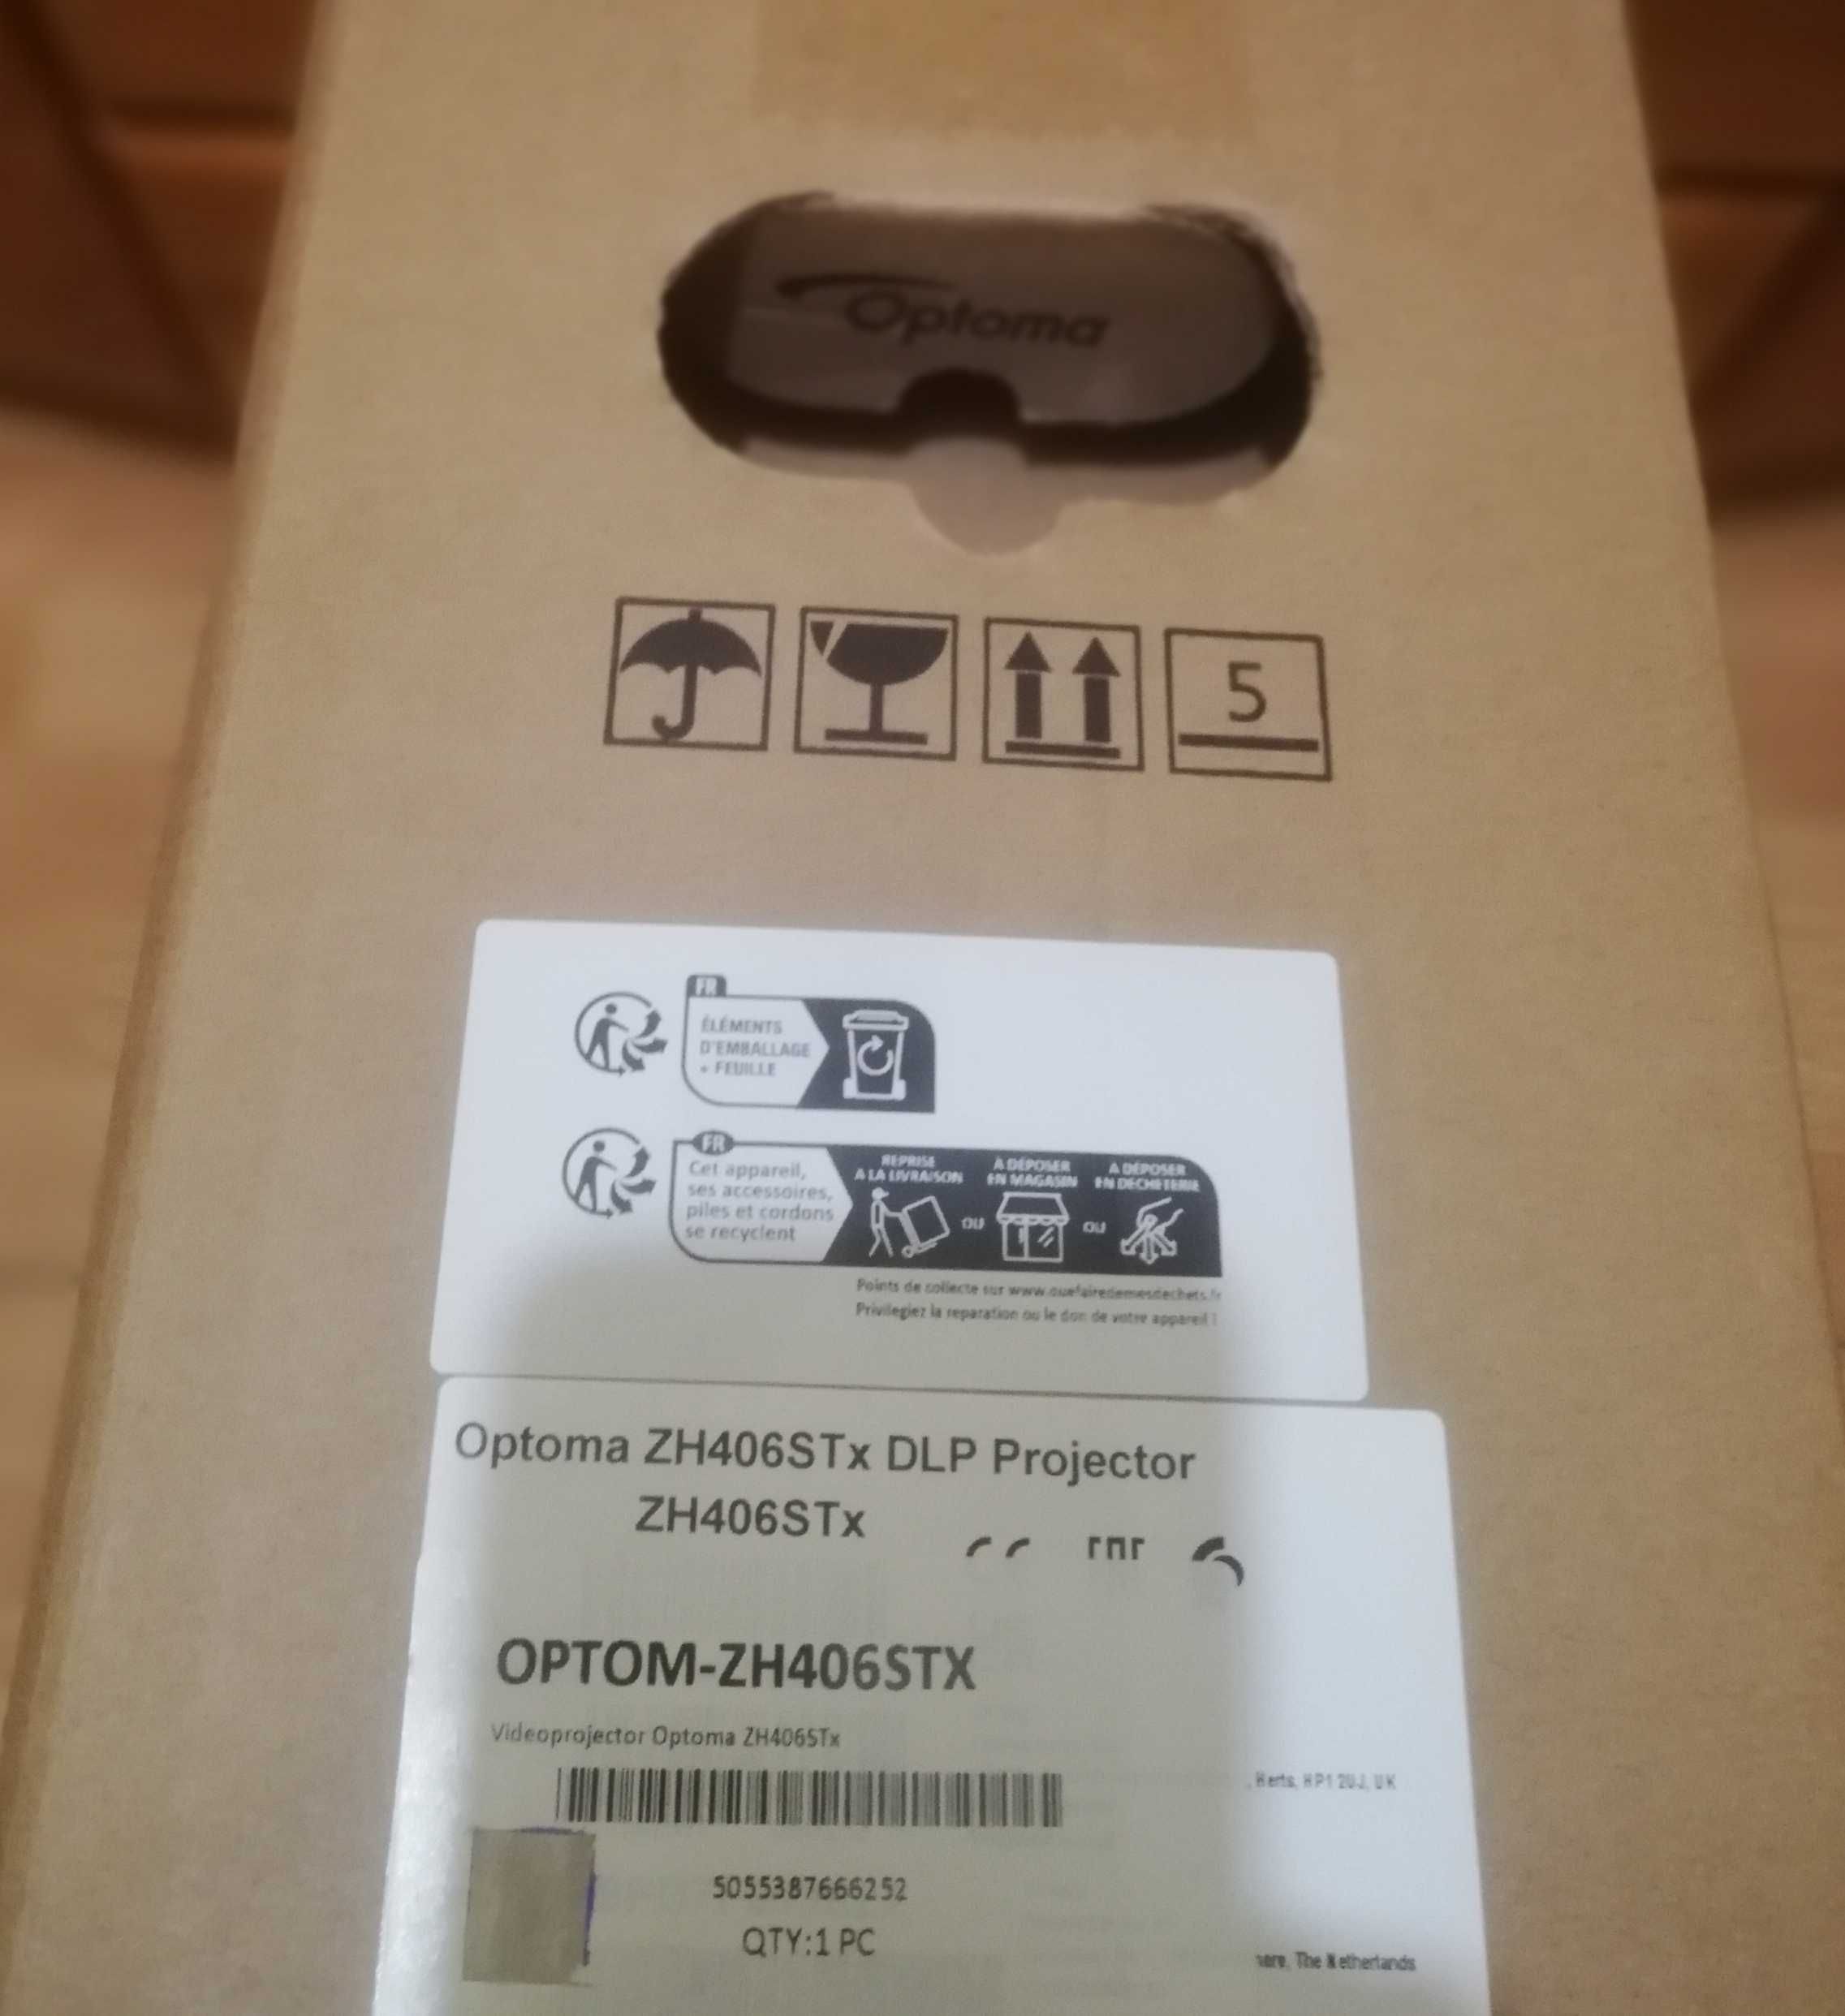 Optoma
5
FR
ÉLÉMENTS
D'EMBALLAGE
+ FEUILLE
FR
Cet appareil,
ses accessoires,
piles et cordons
se recyclent
REPRISE
A LA LIVRAISON
OU
À DÉPOSER
EN MAGASIN
OU
A DÉPOSER
EN DECHETERIE
Points de collecte sur www.quefairedemesdechets.fr
Privilegiez la reparation ou le don de votre appareil !
Optoma ZH406STx DLP Projector
ZH406STx
OPTOM-ZH406STX
Videoprojector Optoma ZH406STx
, Herts, HP1 2UJ, UK
5055387666252
QTY:1 PC
The Netherlands